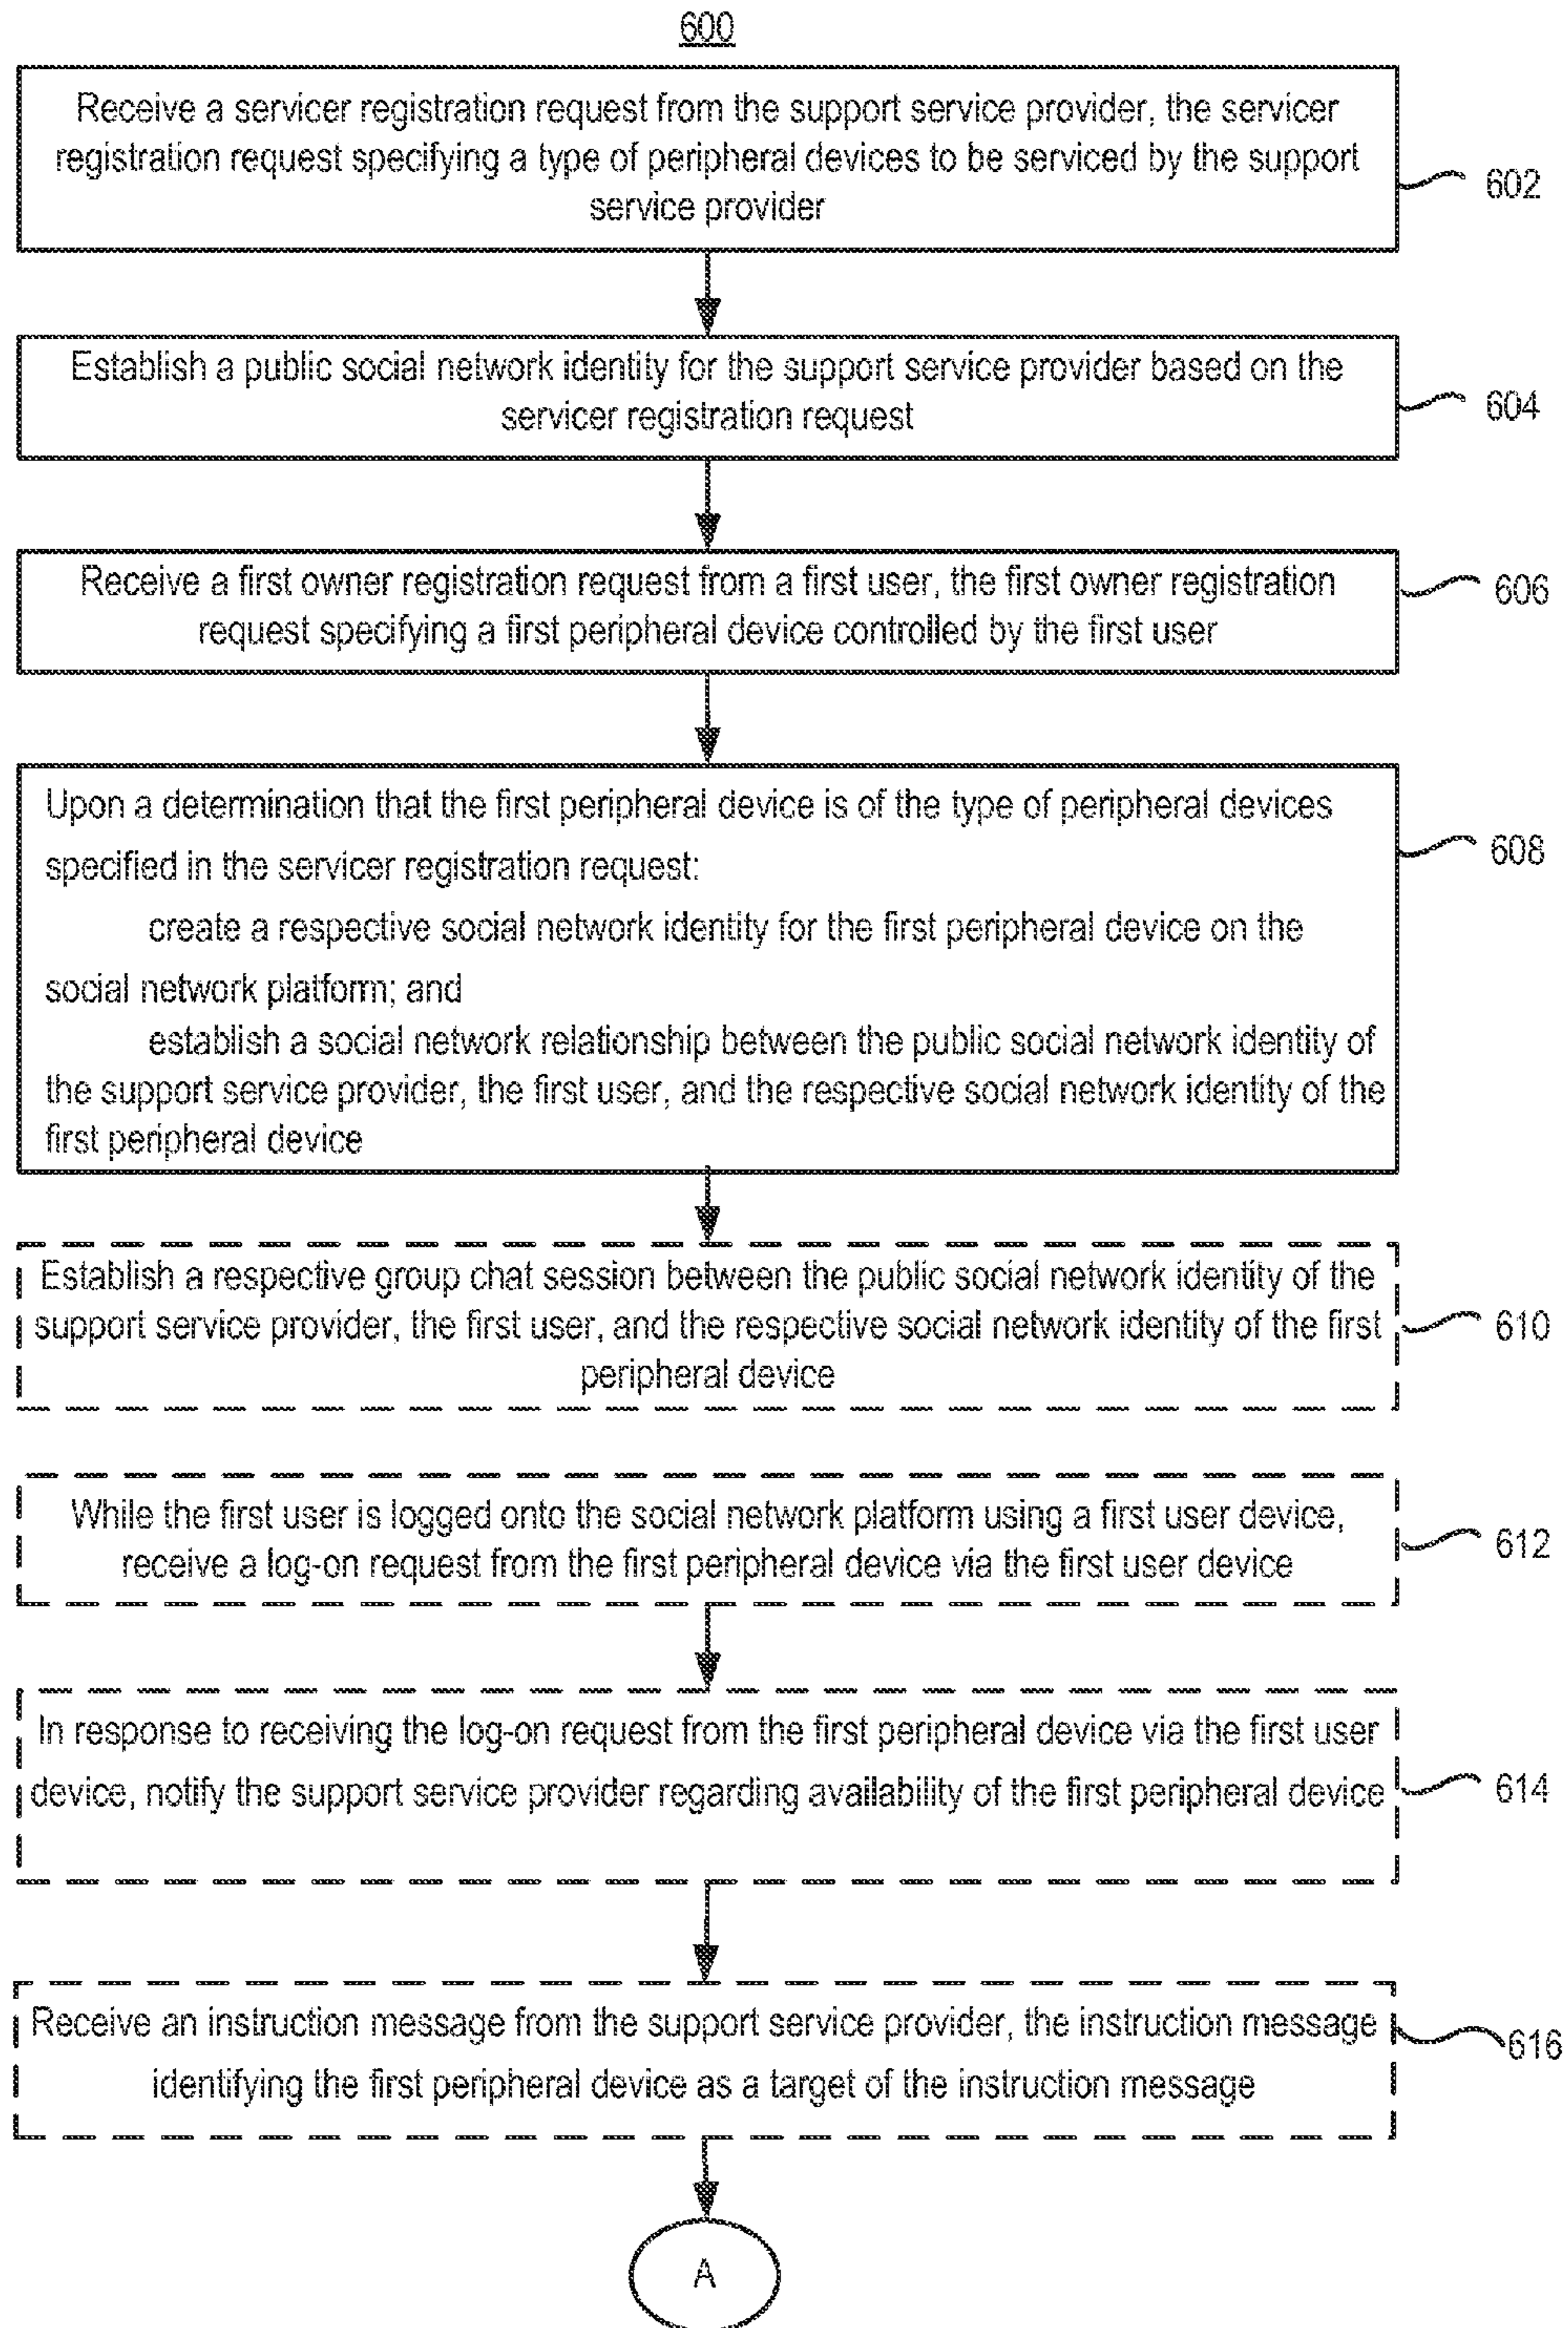 600
Receive a servicer registration request from the support service provider, the servicer
registration request specifying a type of peripheral devices to be serviced by the support
service provider
602
Establish a public social network identity for the support service provider based on the
servicer registration request
604
Receive a first owner registration request from a first user, the first owner registration
request specifying a first peripheral device controlled by the first user
606
Upon a determination that the first peripheral device is of the type of peripheral devices
specified in the servicer registration request:
create a respective social network identity for the first peripheral device on the
social network platform; and
establish a social network relationship between the public social network identity of
the support service provider, the first user, and the respective social network identity of the
first peripheral device
608
Establish a respective group chat session between the public social network identity of the
support service provider, the first user, and the respective social network identity of the first
peripheral device
610
While the first user is logged onto the social network platform using a first user device,
receive a log-on request from the first peripheral device via the first user device
612
In response to receiving the log-on request from the first peripheral device via the first user
device, notify the support service provider regarding availability of the first peripheral device
614
Receive an instruction message from the support service provider, the instruction message
identifying the first peripheral device as a target of the instruction message
616
A